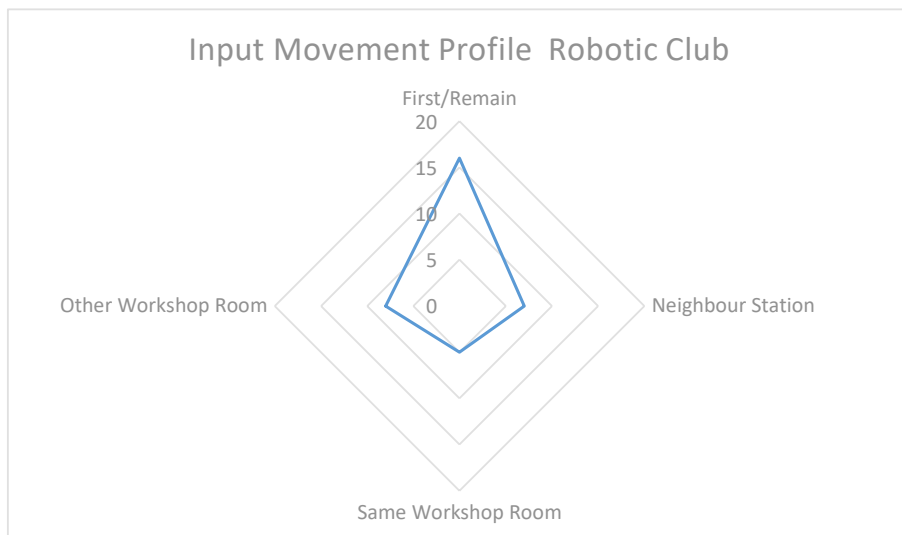 Input Movement Profile  Robotic Club
First/Remain
20
15
10
5
0
Other Workshop Room
Neighbour Station
Same Workshop Room